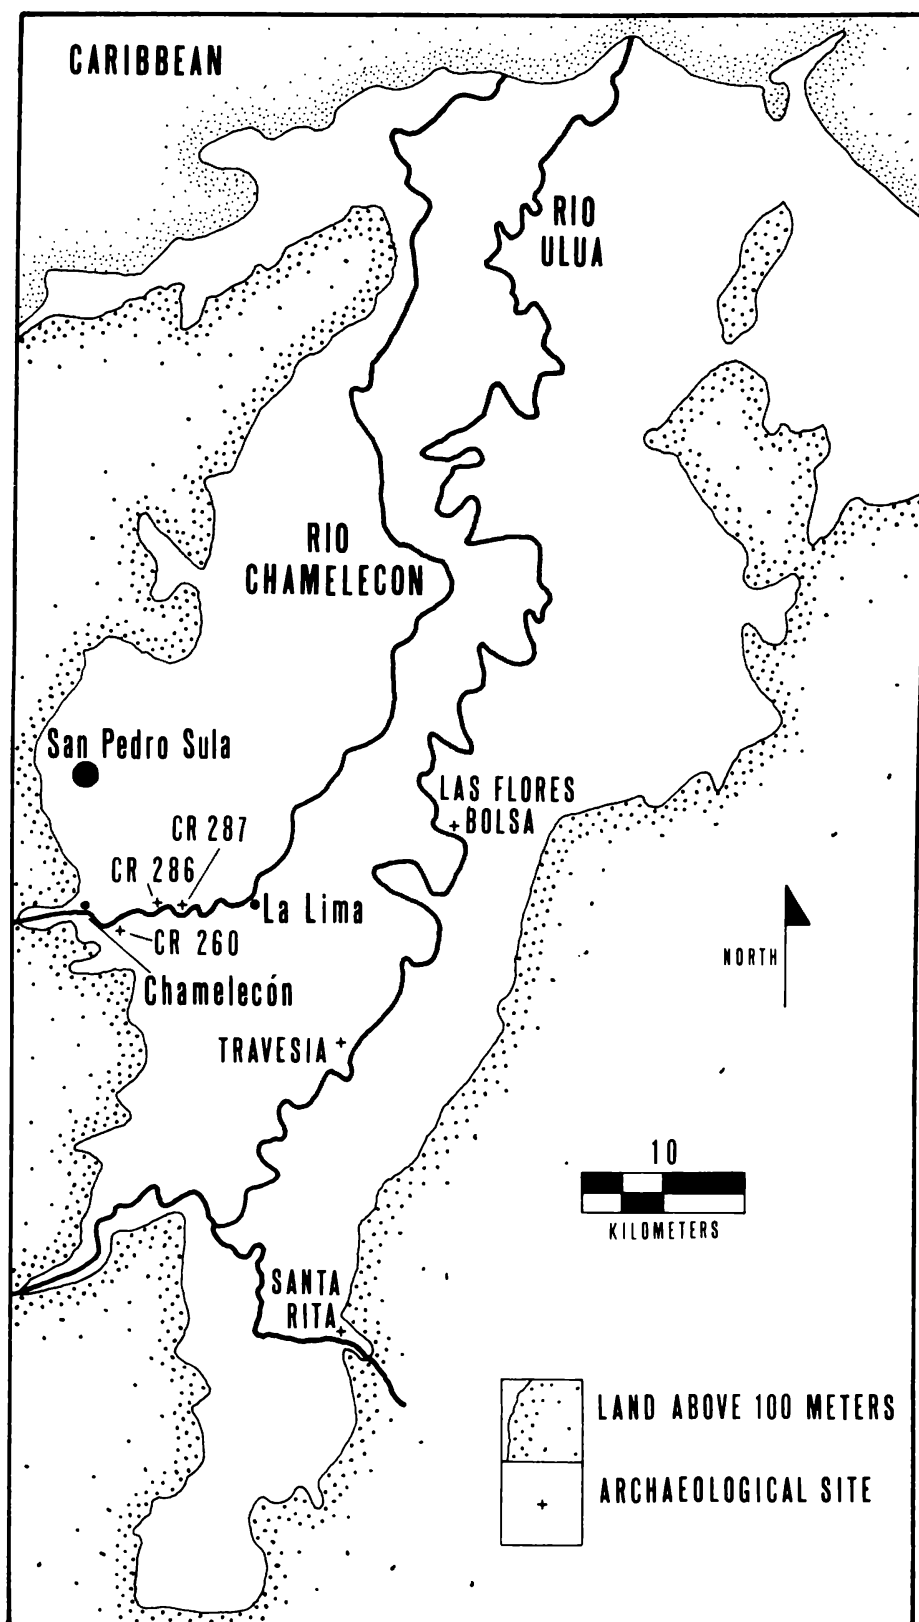 CARIBBEAN
RIO
ULUA
RIO
CHAMELECON
San Pedro Sula
LAS FLORES
BOLSA
CR 287
CR 286
La Lima
CR 260
Chamelecón
NORTH
TRAVESIA
10
KILOMETERS
SANTA
RITA
LAND ABOVE 100 METERS
ARCHAEOLOGICAL SITE